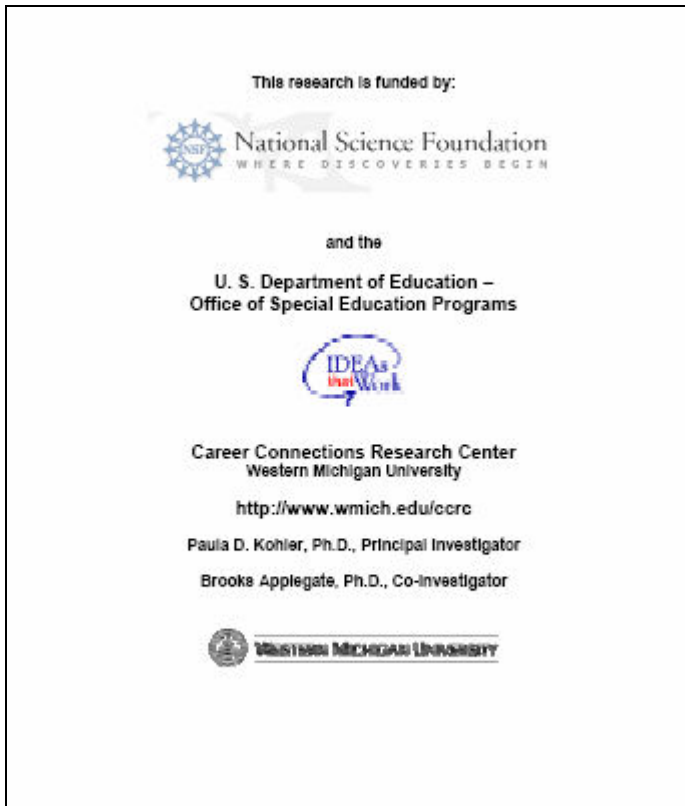 This research is funded by:
NSF
National Science Foundation
WHERE DISCOVERIES BEGIN
and the
U. S. Department of Education –
Office of Special Education Programs
IDEAs
that Work
Career Connections Research Center
Western Michigan University
http://www.wmich.edu/ccrc
Paula D. Kohler, Ph.D., Principal Investigator
Brooks Applegate, Ph.D., Co-Investigator
WESTERN MICHIGAN UNIVERSITY